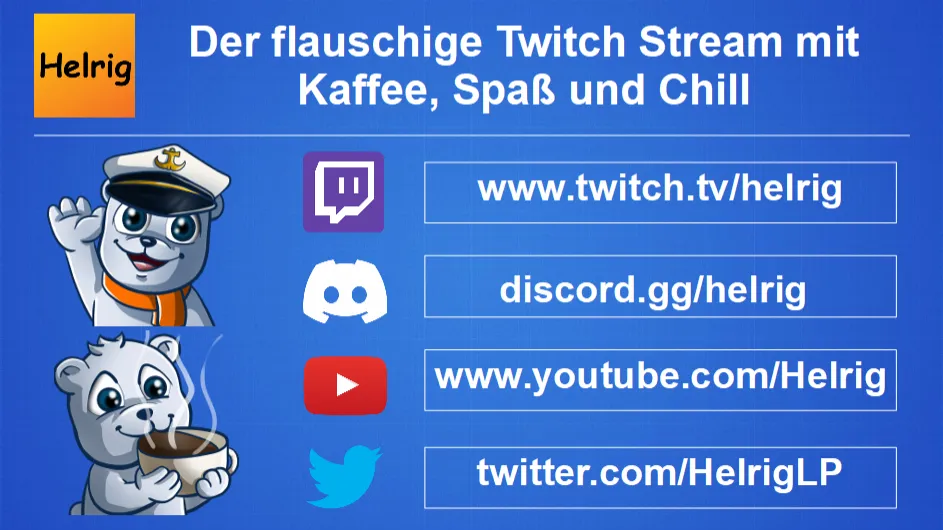 Helrig
Der flauschige Twitch Stream mit
Kaffee, Spaß und Chill
www.twitch.tv/helrig
discord.gg/helrig
www.youtube.com/Helrig
twitter.com/HelrigLP